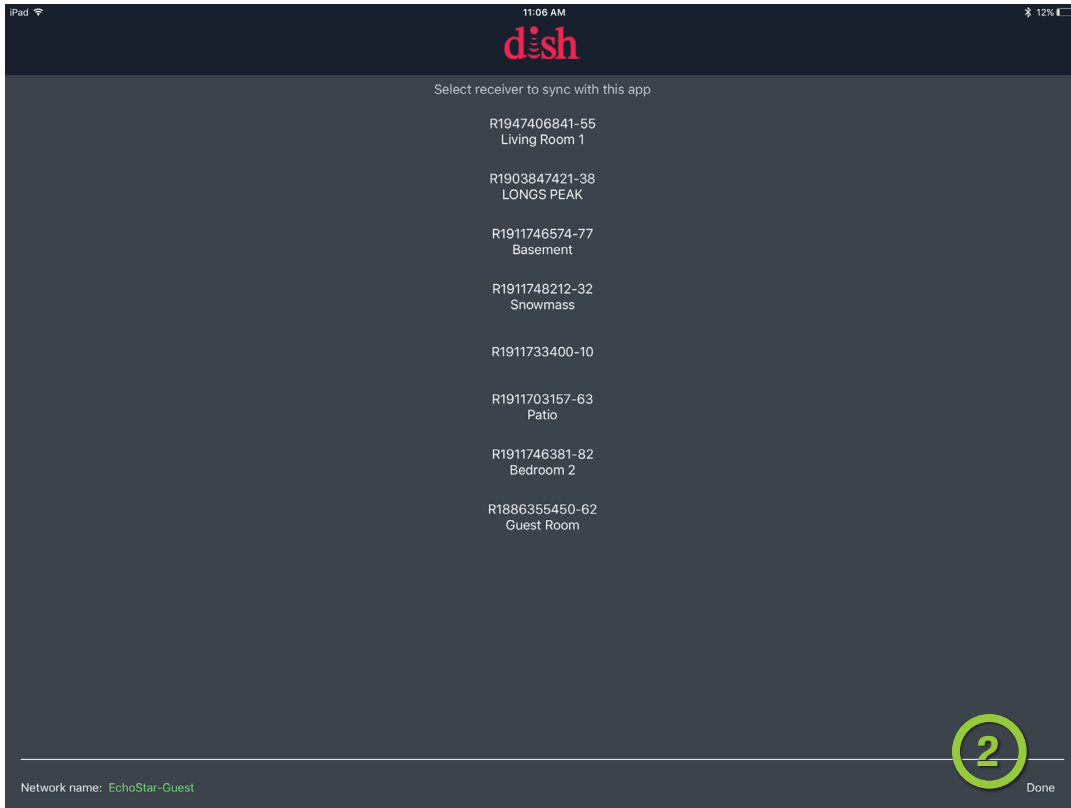 iPad
11:06 AM
12%
dish
Select receiver to sync with this app
R1947406841-55
Living Room 1
R1903847421-38
LONGS PEAK
R1911746574-77
Basement
R1911748212-32
Snowmass
R1911733400-10
R1911703157-63
Patio
R1911746381-82
Bedroom 2
R1886355450-62
Guest Room
2
Network name: EchoStar-Guest
Done